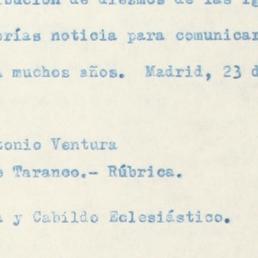 ribución de diezmos de las ig
orías noticia para comunicar
muchos años. Madrid, 23 d
tonio Ventura
e Taranco.- Rúbrica.
a y Cabildo Eclesiástico.